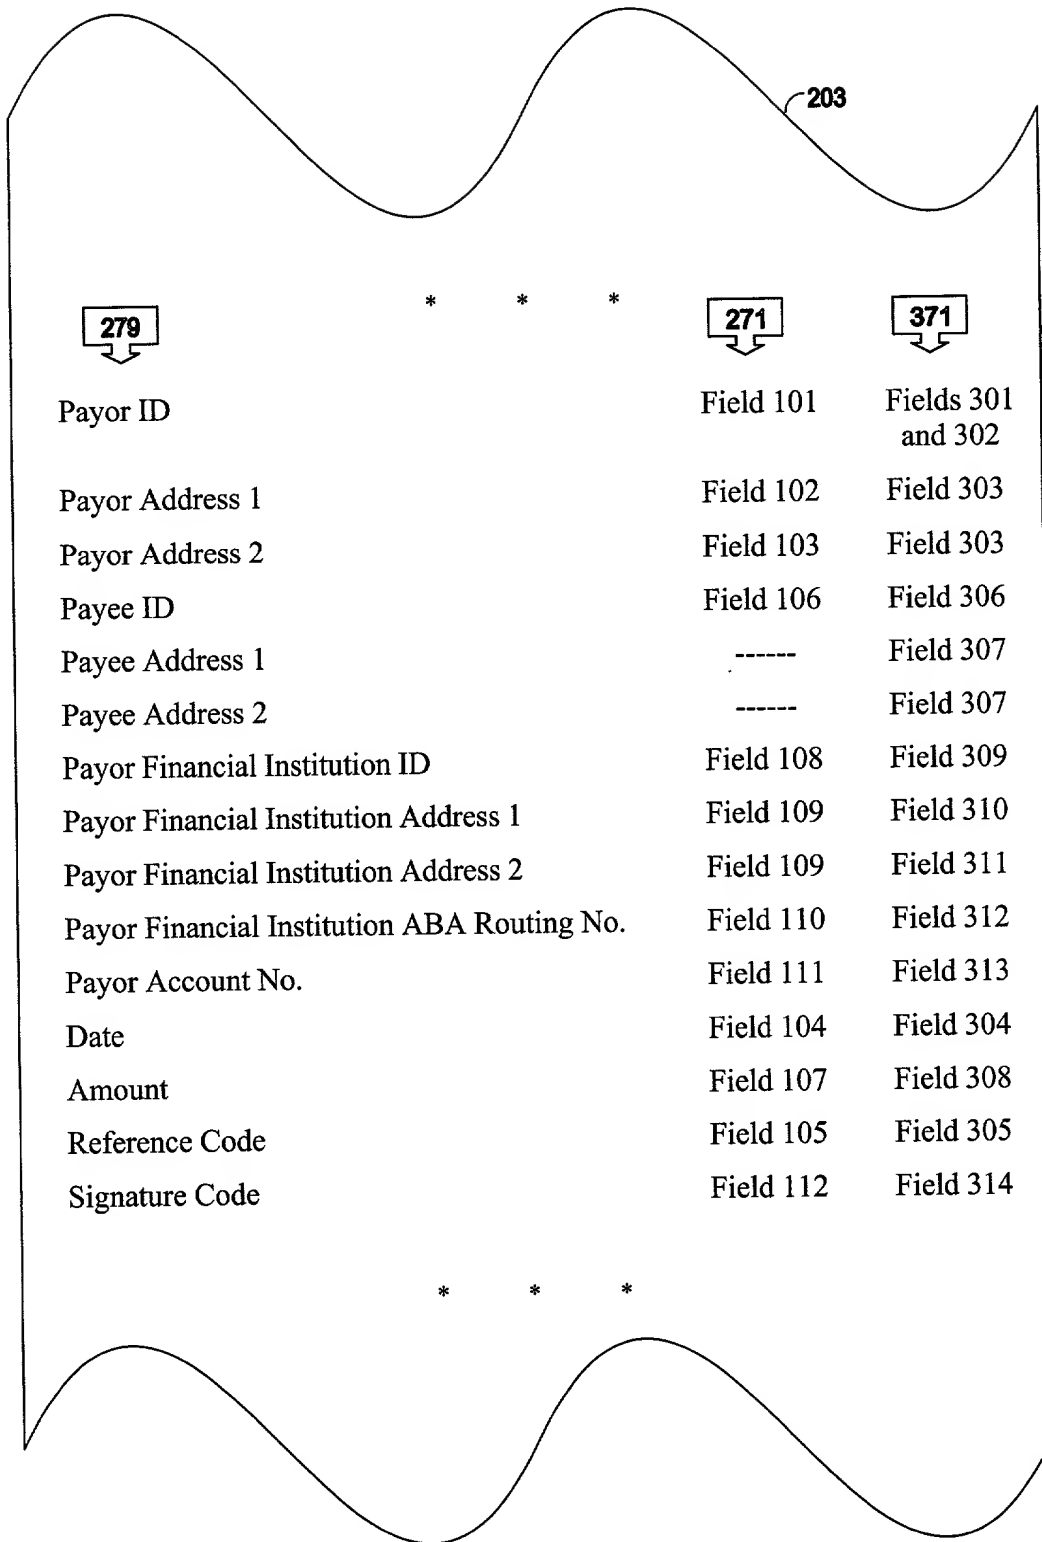 203
* * *
279 271 371
Payor ID Field 101 Fields 301
and 302
Payor Address 1 Field 102 Field 303
Payor Address 2 Field 103 Field 303
Payee ID Field 106 Field 306
Payee Address 1 ------ Field 307
Payee Address 2 ------ Field 307
Payor Financial Institution ID Field 108 Field 309
Payor Financial Institution Address 1 Field 109 Field 310
Payor Financial Institution Address 2 Field 109 Field 311
Payor Financial Institution ABA Routing No. Field 110 Field 312
Payor Account No. Field 111 Field 313
Date Field 104 Field 304
Amount Field 107 Field 308
Reference Code Field 105 Field 305
Signature Code Field 112 Field 314
* * *